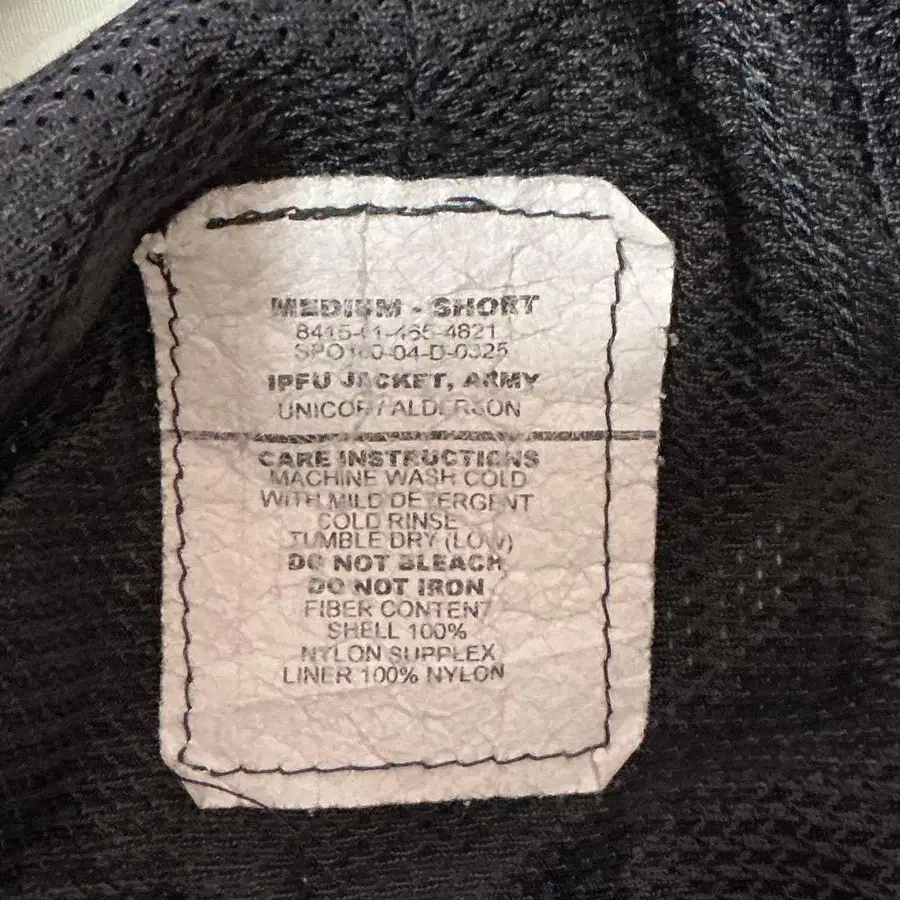 MEDIUM - SHORT
8415-01-465-4821
SPO100-04-D-0325
IPFU JACKET, ARMY
UNICOR / ALDERSON
CARE INSTRUCTIONS
MACHINE WASH COLD
WITH MILD DETERGENT
COLD RINSE
TUMBLE DRY (LOW)
DO NOT BLEACH
DO NOT IRON
FIBER CONTENT
SHELL 100%
NYLON SUPPLEX
LINER 100% NYLON